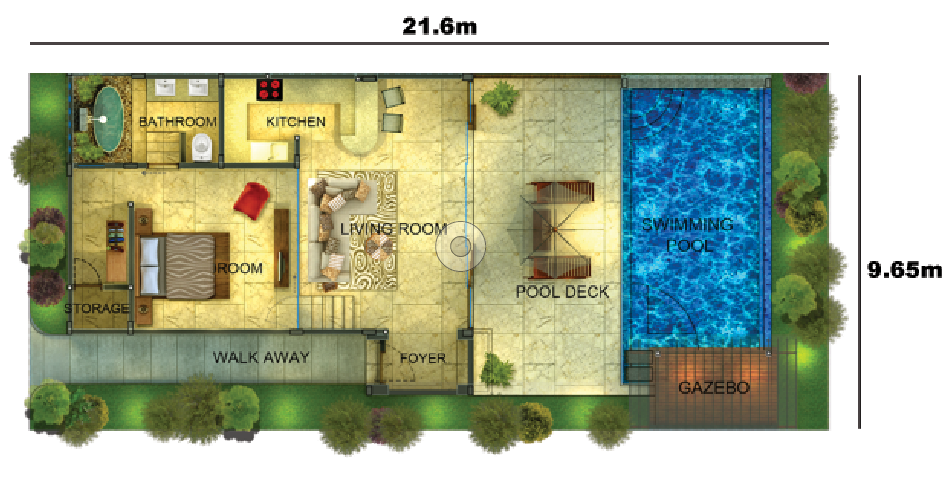 21.6m
BATHROOM
KITCHEN
SWIMMING
POOL
LIVING ROOM
ROOM
9.65m
POOL DECK
STORAGE
WALK AWAY
FOYER
GAZEBO